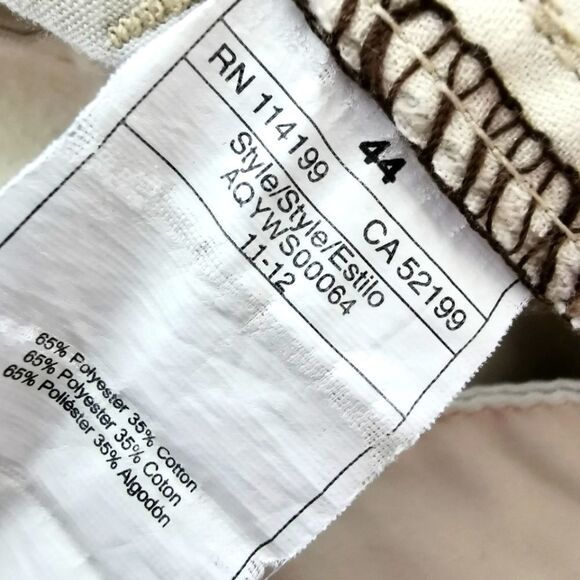 44
RN 114199 CA 52199
Style/Style/Estilo
AQYWS00064
11-12
65% Polyester 35% Cotton
65% Polyester 35% Coton
65% Poliéster 35% Algodón